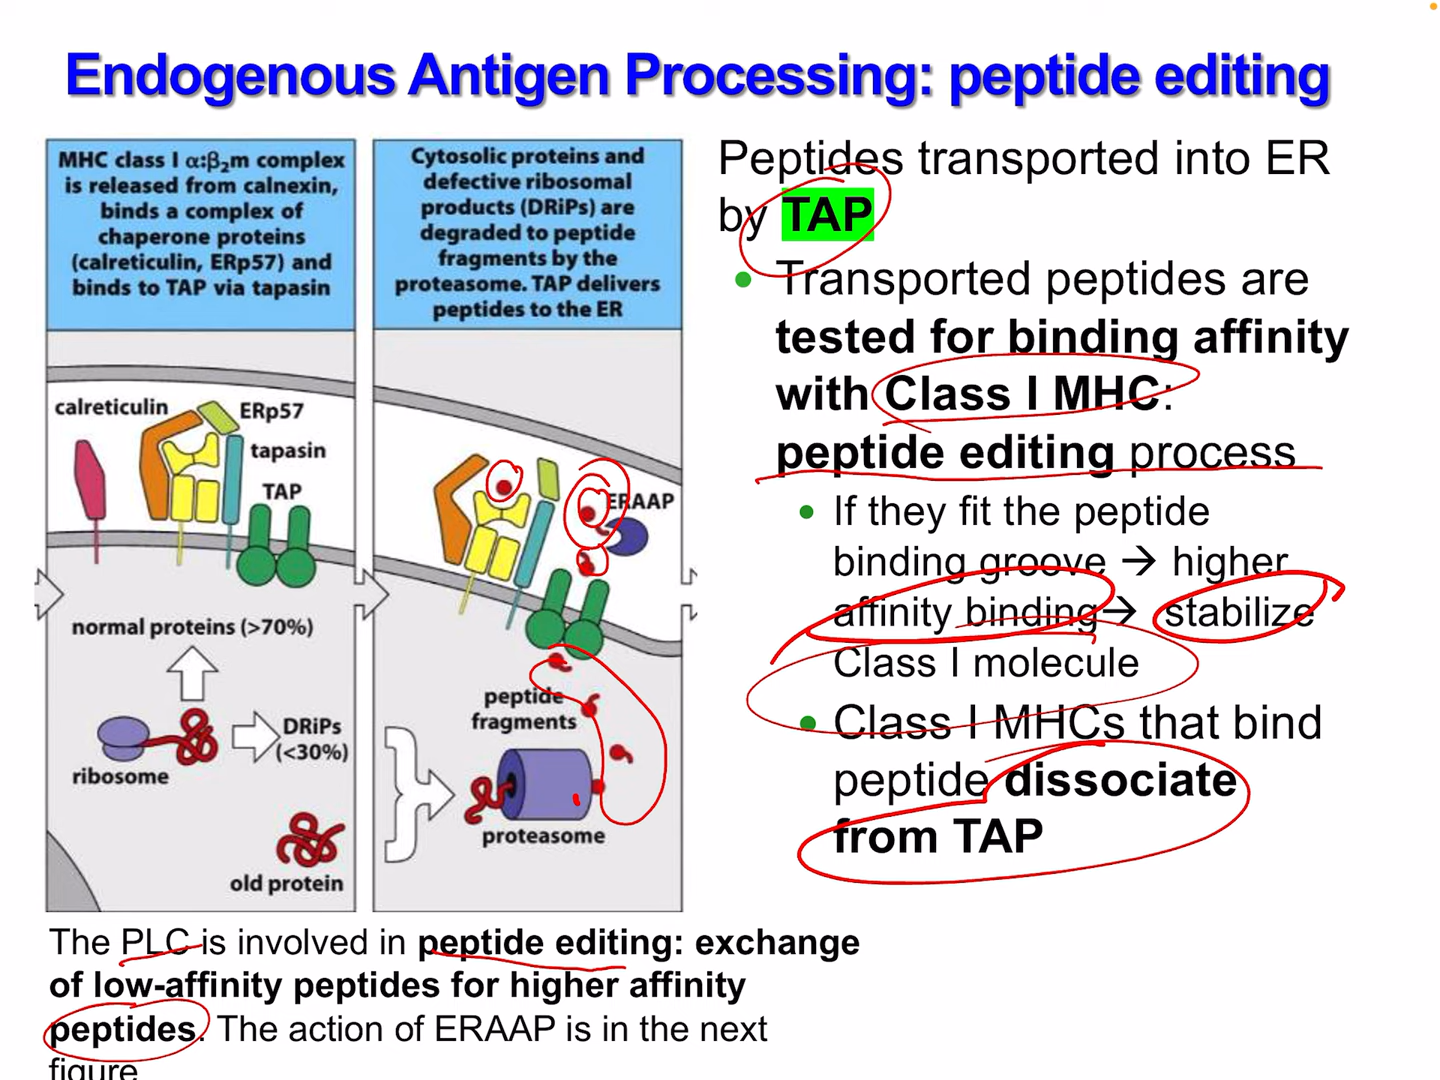 Endogenous Antigen Processing: peptide editing
MHC class I α:β₂m complex
is released from calnexin,
binds a complex of
chaperone proteins
(calreticulin, ERp57) and
binds to TAP via tapasin
calreticulin
ERp57
tapasin
TAP
normal proteins (>70%)
DRiPs
(<30%)
ribosome
old protein
Cytosolic proteins and
defective ribosomal
products (DRiPs) are
degraded to peptide
fragments by the
proteasome. TAP delivers
peptides to the ER
ERAAP
peptide
fragments
proteasome
Peptides transported into ER
by TAP
• Transported peptides are
tested for binding affinity
with Class I MHC:
peptide editing process
• If they fit the peptide
binding groove → higher
affinity binding→ stabilize
Class I molecule
• Class I MHCs that bind
peptide dissociate
from TAP
The PLC is involved in peptide editing: exchange
of low-affinity peptides for higher affinity
peptides. The action of ERAAP is in the next
figure